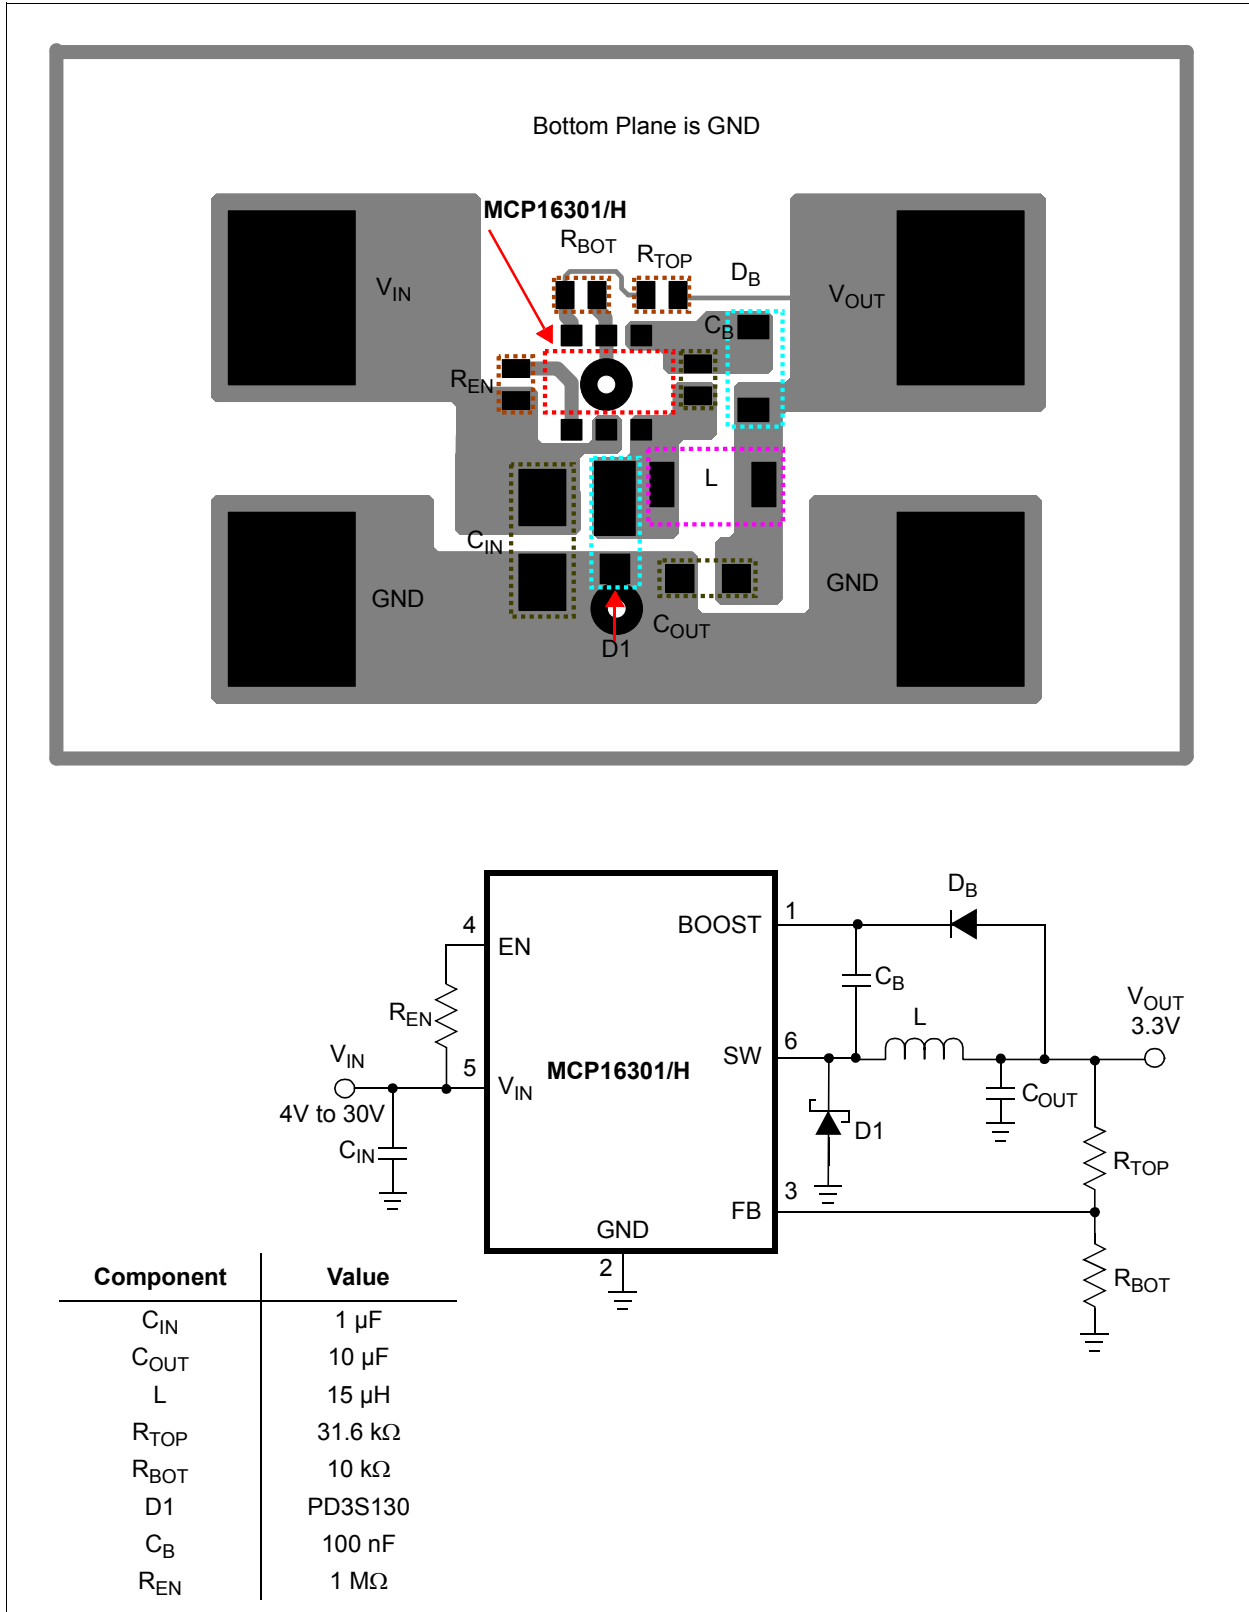 Bottom Plane is GND
MCP16301/H
RBOT
RTOP
DB
VIN
VOUT
CB
REN
L
CIN
GND
GND
COUT
D1
DB
BOOST
1
4
EN
CB
REN
VOUT
3.3V
L
6
SW
VIN
5
VIN
MCP16301/H
4V to 30V
COUT
D1
CIN
RTOP
3
FB
GND
2
RBOT
Component Value
CIN 1 µF
COUT 10 µF
L 15 µH
RTOP 31.6 kΩ
RBOT 10 kΩ
D1 PD3S130
CB 100 nF
REN 1 MΩ